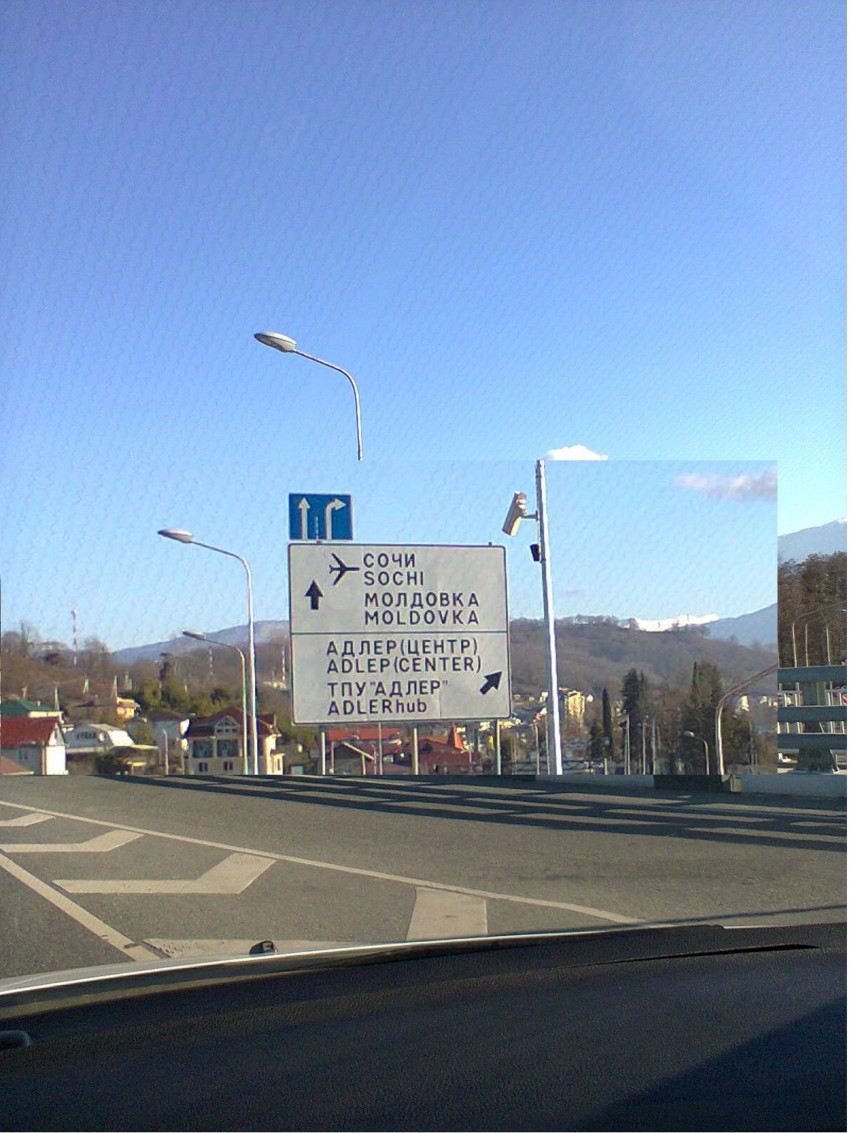 СОЧИ
SOCHI
МОЛДОВКА
MOLDOVKA
АДЛЕР(ЦЕНТР)
ADLEP(CENTER)
ТПУ "АДЛЕР"
ADLERhub